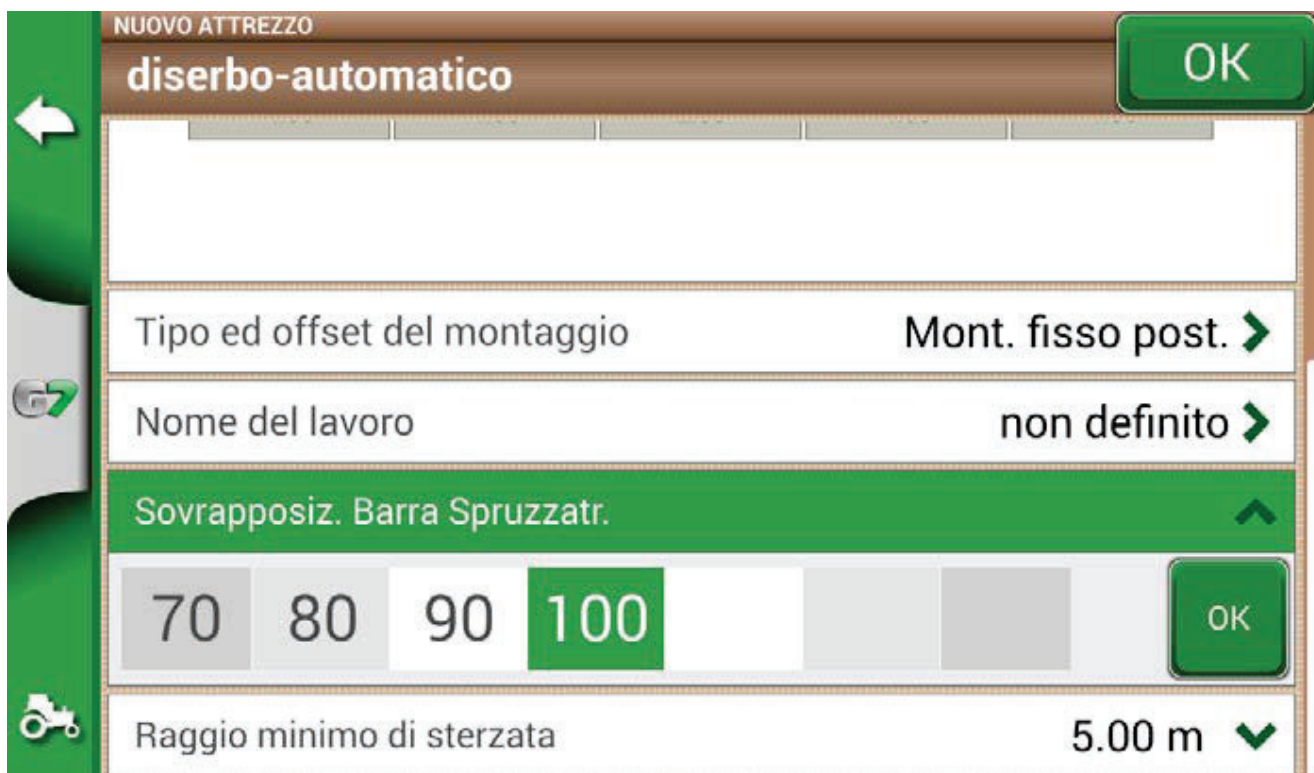 NUOVO ATTREZZO
diserbo-automatico
OK
Tipo ed offset del montaggio Mont. fisso post.
G7
Nome del lavoro non definito
Sovrapposiz. Barra Spruzzatr.
70 80 90 100 OK
Raggio minimo di sterzata 5.00 m